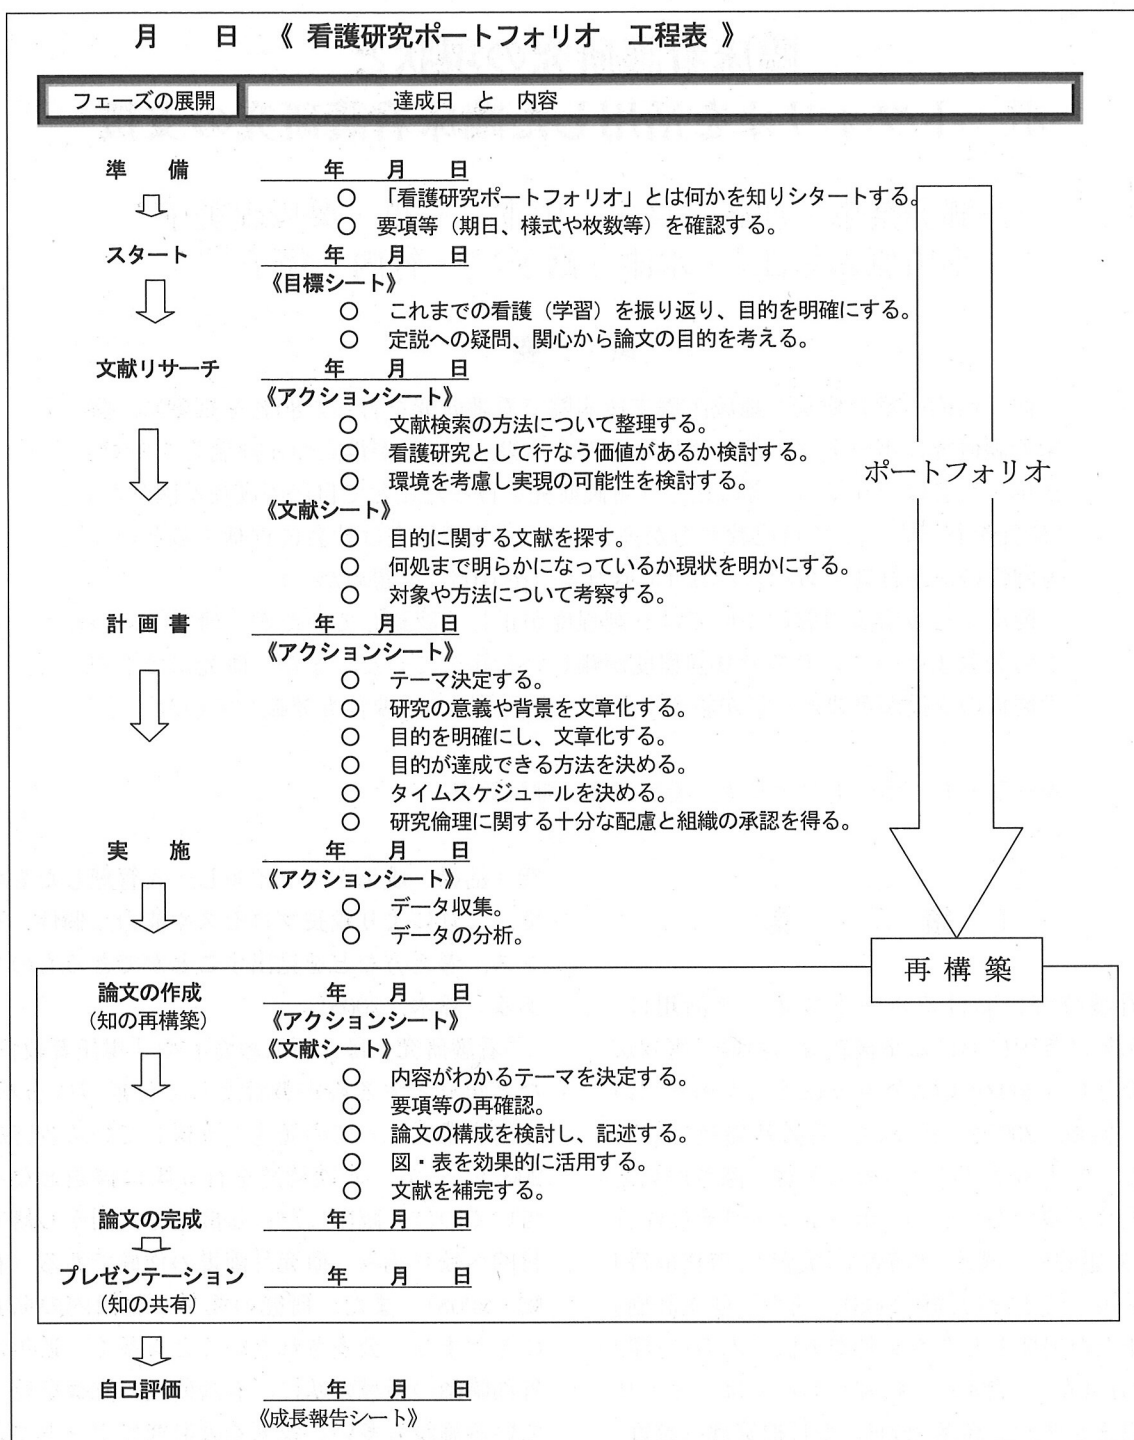 月　日　《 看護研究ポートフォリオ　工程表 》
フェーズの展開　達成日　と　内容
準　備　年　月　日
○　「看護研究ポートフォリオ」とは何かを知りシタートする。
○　要項等（期日、様式や枚数等）を確認する。
スタート　年　月　日
《目標シート》
○　これまでの看護（学習）を振り返り、目的を明確にする。
○　定説への疑問、関心から論文の目的を考える。
文献リサーチ　年　月　日
《アクションシート》
○　文献検索の方法について整理する。
○　看護研究として行なう価値があるか検討する。
ポートフォリオ
○　環境を考慮し実現の可能性を検討する。
《文献シート》
○　目的に関する文献を探す。
○　何処まで明らかになっているか現状を明かにする。
○　対象や方法について考察する。
計 画 書　年　月　日
《アクションシート》
○　テーマ決定する。
○　研究の意義や背景を文章化する。
○　目的を明確にし、文章化する。
○　目的が達成できる方法を決める。
○　タイムスケジュールを決める。
○　研究倫理に関する十分な配慮と組織の承認を得る。
実　施　年　月　日
《アクションシート》
○　データ収集。
○　データの分析。
再 構 築
論文の作成　年　月　日
（知の再構築）　《アクションシート》
《文献シート》
○　内容がわかるテーマを決定する。
○　要項等の再確認。
○　論文の構成を検討し、記述する。
○　図・表を効果的に活用する。
○　文献を補完する。
論文の完成　年　月　日
プレゼンテーション　年　月　日
（知の共有）
自己評価　年　月　日
《成長報告シート》